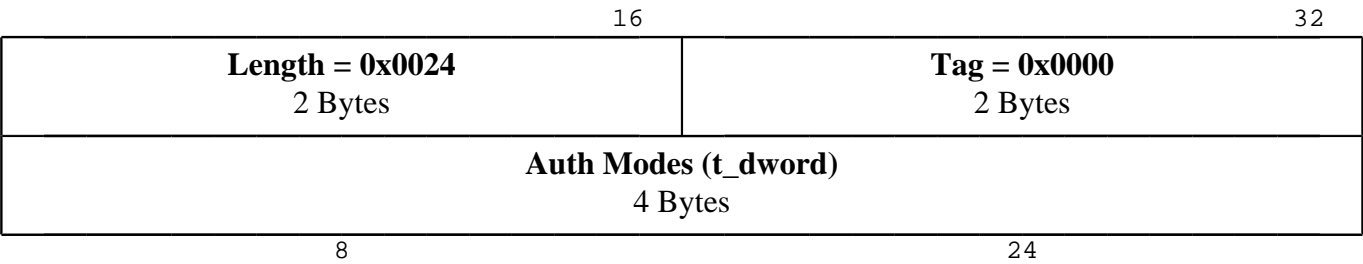 16 32
Length = 0x0024 Tag = 0x0000
2 Bytes 2 Bytes
Auth Modes (t_dword)
4 Bytes
8 24